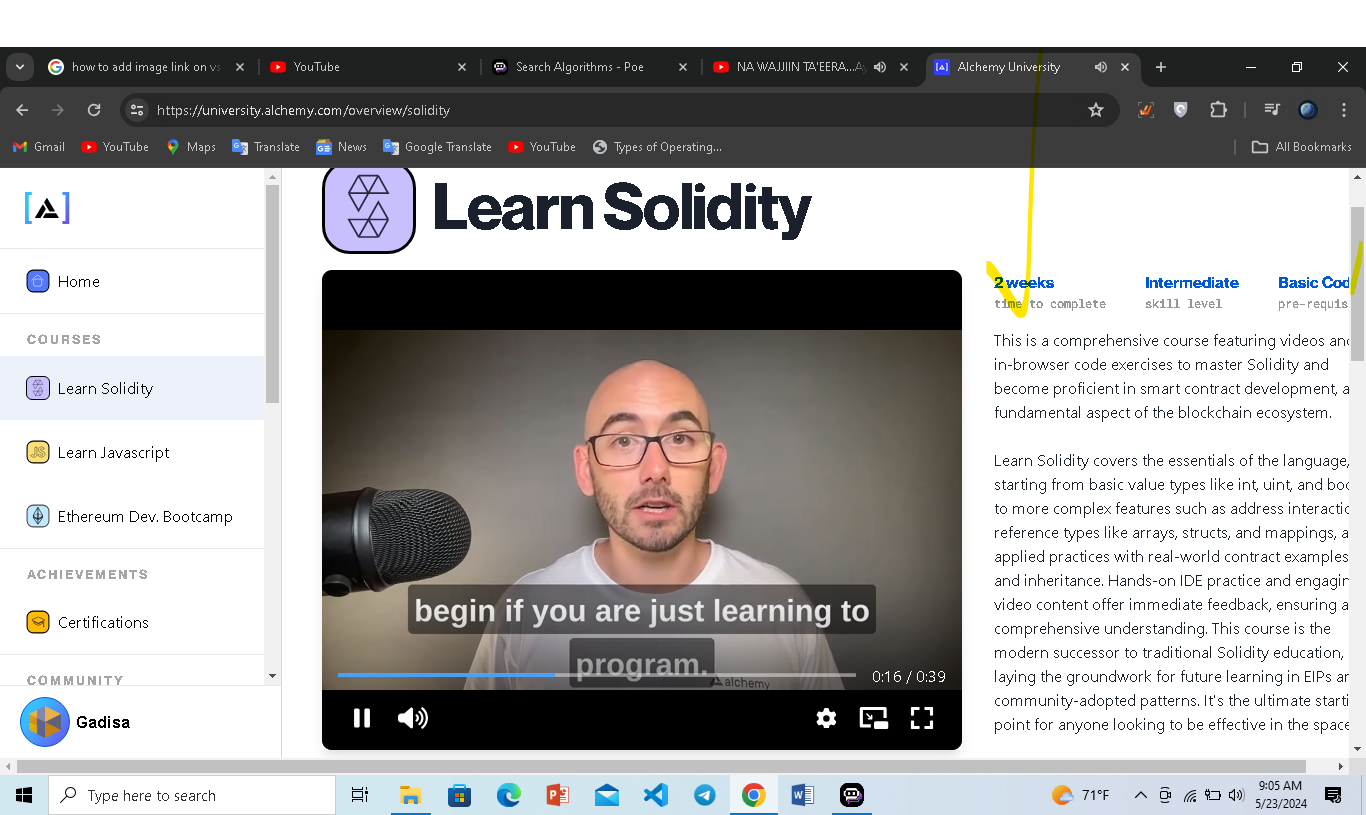 how to add image link on vs
YouTube
Search Algorithms - Poe
NA WAJJIIN TA'EERA...A
Alchemy University
https://university.alchemy.com/overview/solidity
Gmail
YouTube
Maps
Translate
News
Google Translate
YouTube
Types of Operating...
All Bookmarks
Learn Solidity
Home
COURSES
Learn Solidity
JS
Learn Javascript
Ethereum Dev. Bootcamp
ACHIEVEMENTS
Certifications
COMMUNITY
Gadisa
begin if you are just learning to
program.
alchemy
0:16 / 0:39
2 weeks
time to complete
Intermediate
skill level
Basic Cod
pre-requis
This is a comprehensive course featuring videos and
in-browser code exercises to master Solidity and
become proficient in smart contract development, a
fundamental aspect of the blockchain ecosystem.
Learn Solidity covers the essentials of the language,
starting from basic value types like int, uint, and boo
to more complex features such as address interactio
reference types like arrays, structs, and mappings, a
applied practices with real-world contract examples
and inheritance. Hands-on IDE practice and engagin
video content offer immediate feedback, ensuring a
comprehensive understanding. This course is the
modern successor to traditional Solidity education,
laying the groundwork for future learning in EIPs an
community-adopted patterns. It's the ultimate starti
point for anyone looking to be effective in the space
Type here to search
71°F
9:05 AM
5/23/2024